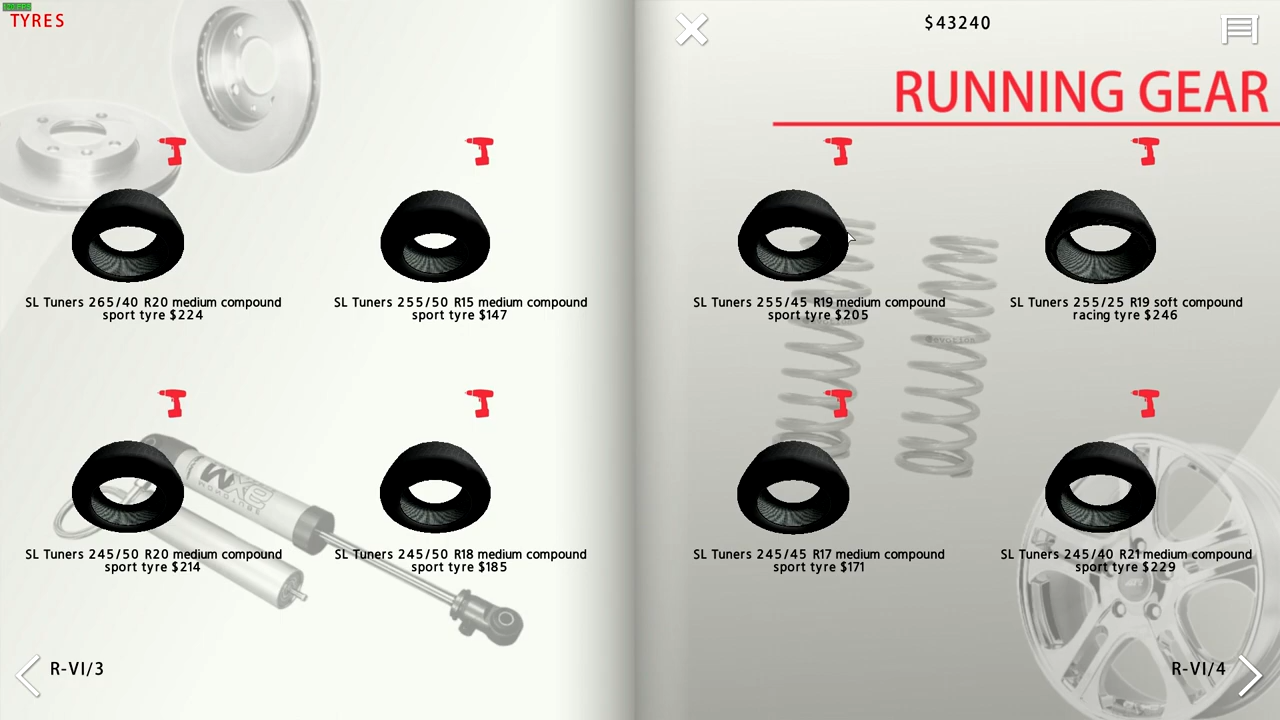 TYRES
$43240
RUNNING GEAR
SL Tuners 265/40 R20 medium compound
sport tyre $224
SL Tuners 255/50 R15 medium compound
sport tyre $147
SL Tuners 255/45 R19 medium compound
sport tyre $205
SL Tuners 255/25 R19 soft compound
racing tyre $246
SL Tuners 245/50 R20 medium compound
sport tyre $214
SL Tuners 245/50 R18 medium compound
sport tyre $185
SL Tuners 245/45 R17 medium compound
sport tyre $171
SL Tuners 245/40 R21 medium compound
sport tyre $229
R-VI/3
R-VI/4